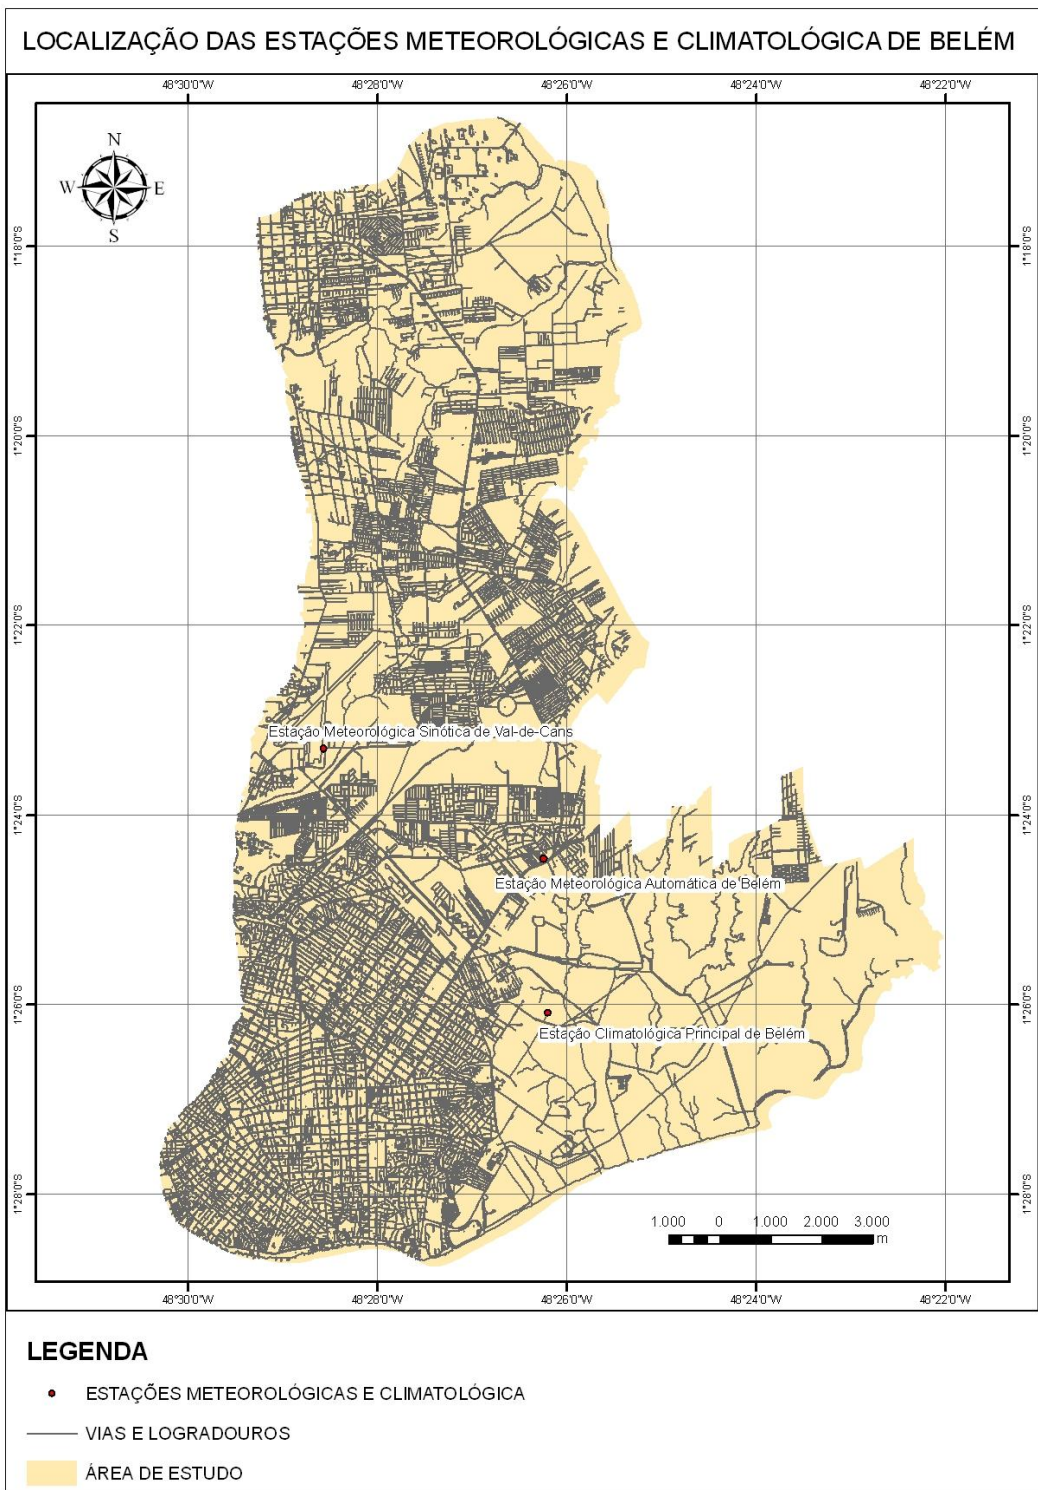 LOCALIZAÇÃO DAS ESTAÇÕES METEOROLÓGICAS E CLIMATOLÓGICA DE BELÉM
48°30'0"W 48°28'0"W 48°26'0"W 48°24'0"W 48°22'0"W
N
W E
S
1°18'0"S 1°18'0"S
1°20'0"S 1°20'0"S
1°22'0"S 1°22'0"S
Estação Meteorológica Sinótica de Val-de-Cans
1°24'0"S 1°24'0"S
Estação Meteorológica Automática de Belém
1°26'0"S 1°26'0"S
Estação Climatológica Principal de Belém
1°28'0"S 1°28'0"S
1.000 0 1.000 2.000 3.000
m
48°30'0"W 48°28'0"W 48°26'0"W 48°24'0"W 48°22'0"W
LEGENDA
ESTAÇÕES METEOROLÓGICAS E CLIMATOLÓGICA
VIAS E LOGRADOUROS
ÁREA DE ESTUDO